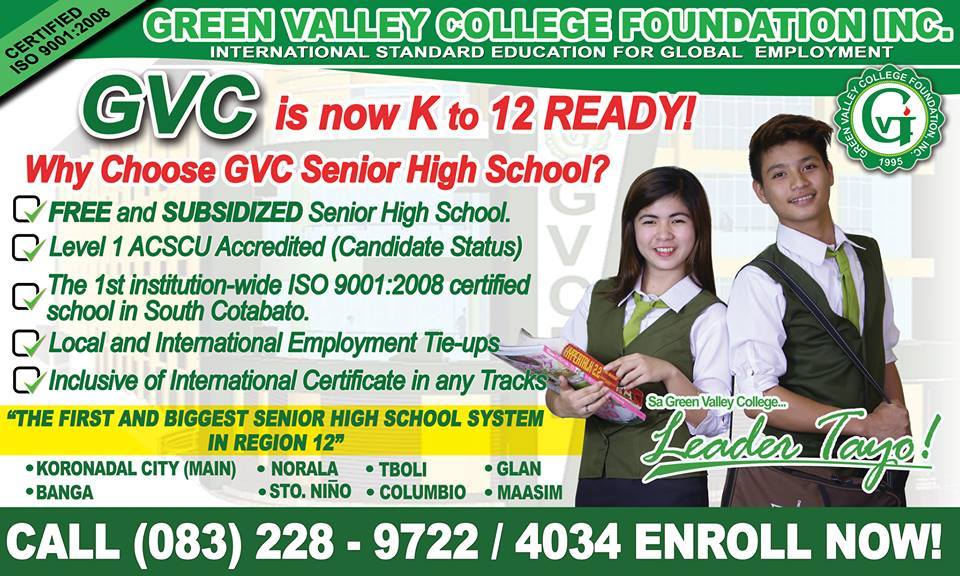 CERTIFIED
ISO 9001:2008
GREEN VALLEY COLLEGE FOUNDATION INC.
INTERNATIONAL STANDARD EDUCATION FOR GLOBAL EMPLOYMENT
GVC is now K to 12 READY!
GREEN VALLEY COLLEGE FOUNDATION, INC.
GVC
1995
Why Choose GVC Senior High School?
FREE and SUBSIDIZED Senior High School.
Level 1 ACSCU Accredited (Candidate Status)
The 1st institution-wide ISO 9001:2008 certified
school in South Cotabato.
Local and International Employment Tie-ups
Inclusive of International Certificate in any Tracks
"THE FIRST AND BIGGEST SENIOR HIGH SCHOOL SYSTEM
IN REGION 12"
• KORONADAL CITY (MAIN) • NORALA • TBOLI • GLAN
• BANGA • STO. NIÑO • COLUMBIO • MAASIM
Sa Green Valley College...
Leader Tayo!
CALL (083) 228 - 9722 / 4034 ENROLL NOW!